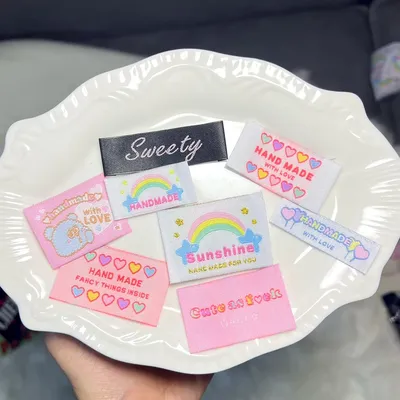 Sweety
HAND MADE
WITH LOVE
HANDMADE
handmade
with
LOVE
Sunshine
HAND MADE FOR YOU
HANDMADE
WITH LOVE
HAND MADE
FANCY THINGS INSIDE
Cute as